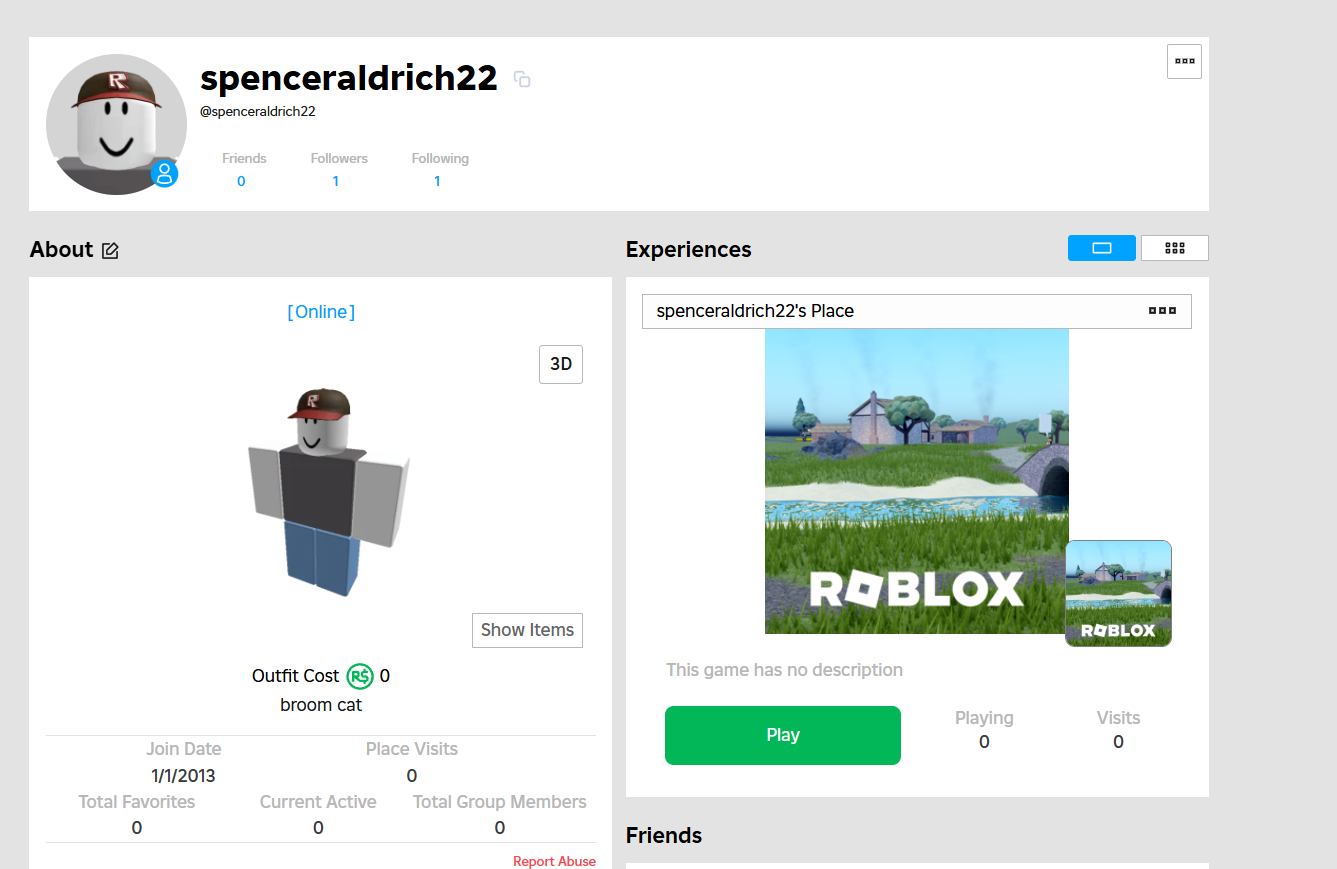 spenceraldrich22
@spenceraldrich22
Friends Followers Following
0 1 1
About
[Online]
3D
Show Items
Outfit Cost R$ 0
broom cat
Join Date Place Visits
1/1/2013 0
Total Favorites Current Active Total Group Members
0 0 0
Report Abuse
Experiences
spenceraldrich22's Place
ROBLOX
ROBLOX
This game has no description
Play
Playing Visits
0 0
Friends